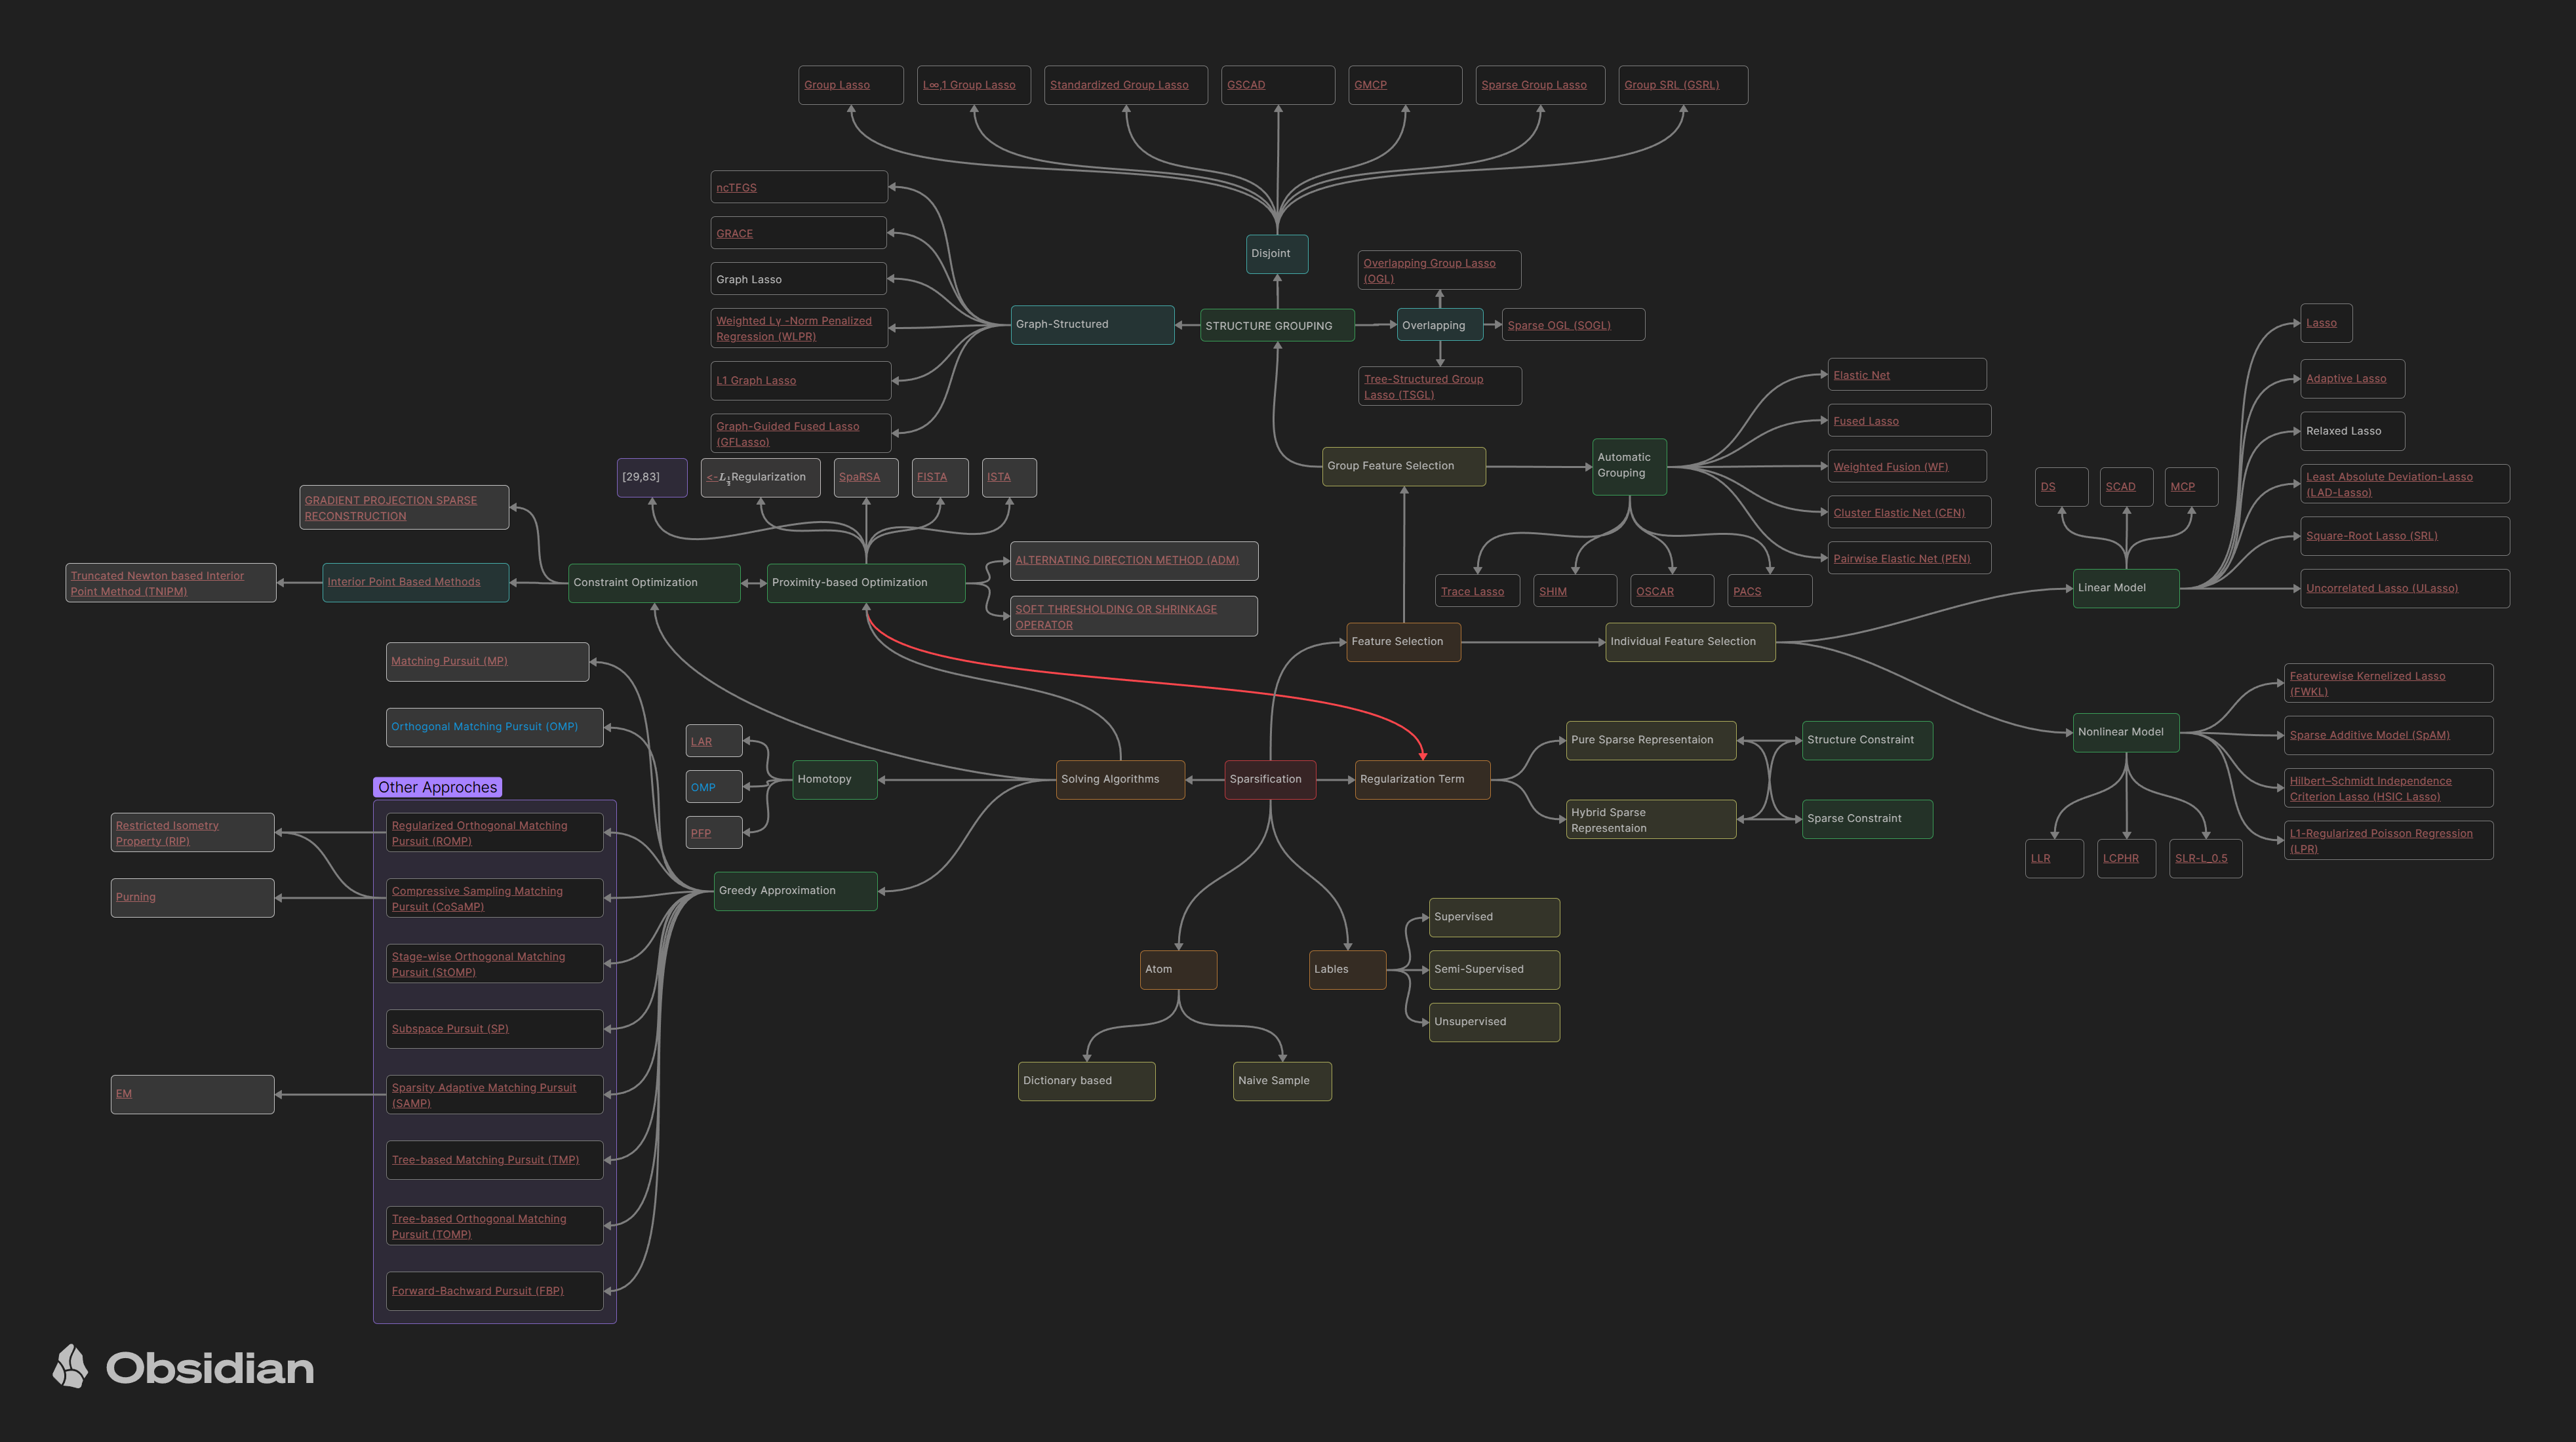 Group Lasso
L∞,1 Group Lasso
Standardized Group Lasso
GSCAD
GMCP
Sparse Group Lasso
Group SRL (GSRL)
ncTFGS
GRACE
Graph Lasso
Weighted Lγ -Norm Penalized
Regression (WLPR)
L1 Graph Lasso
Graph-Guided Fused Lasso
(GFLasso)
Disjoint
Graph-Structured
STRUCTURE GROUPING
Overlapping
Overlapping Group Lasso
(OGL)
Sparse OGL (SOGL)
Tree-Structured Group
Lasso (TSGL)
Group Feature Selection
Automatic
Grouping
Elastic Net
Fused Lasso
Weighted Fusion (WF)
Cluster Elastic Net (CEN)
Pairwise Elastic Net (PEN)
Trace Lasso
SHIM
OSCAR
PACS
Lasso
Adaptive Lasso
Relaxed Lasso
Least Absolute Deviation-Lasso
(LAD-Lasso)
Square-Root Lasso (SRL)
Uncorrelated Lasso (ULasso)
DS
SCAD
MCP
Linear Model
[29,83]
<-L½Regularization
SpaRSA
FISTA
ISTA
GRADIENT PROJECTION SPARSE
RECONSTRUCTION
Truncated Newton based Interior
Point Method (TNIPM)
Interior Point Based Methods
Constraint Optimization
Proximity-based Optimization
ALTERNATING DIRECTION METHOD (ADM)
SOFT THRESHOLDING OR SHRINKAGE
OPERATOR
Feature Selection
Individual Feature Selection
Matching Pursuit (MP)
Orthogonal Matching Pursuit (OMP)
LAR
OMP
PFP
Homotopy
Solving Algorithms
Sparsification
Regularization Term
Pure Sparse Representaion
Hybrid Sparse
Representaion
Structure Constraint
Sparse Constraint
Nonlinear Model
Featurewise Kernelized Lasso
(FWKL)
Sparse Additive Model (SpAM)
Hilbert–Schmidt Independence
Criterion Lasso (HSIC Lasso)
L1-Regularized Poisson Regression
(LPR)
LLR
LCPHR
SLR-L_0.5
Other Approches
Restricted Isometry
Property (RIP)
Regularized Orthogonal Matching
Pursuit (ROMP)
Purning
Compressive Sampling Matching
Pursuit (CoSaMP)
Greedy Approximation
Stage-wise Orthogonal Matching
Pursuit (StOMP)
Subspace Pursuit (SP)
EM
Sparsity Adaptive Matching Pursuit
(SAMP)
Tree-based Matching Pursuit (TMP)
Tree-based Orthogonal Matching
Pursuit (TOMP)
Forward-Bachward Pursuit (FBP)
Atom
Lables
Supervised
Semi-Supervised
Unsupervised
Dictionary based
Naive Sample
Obsidian